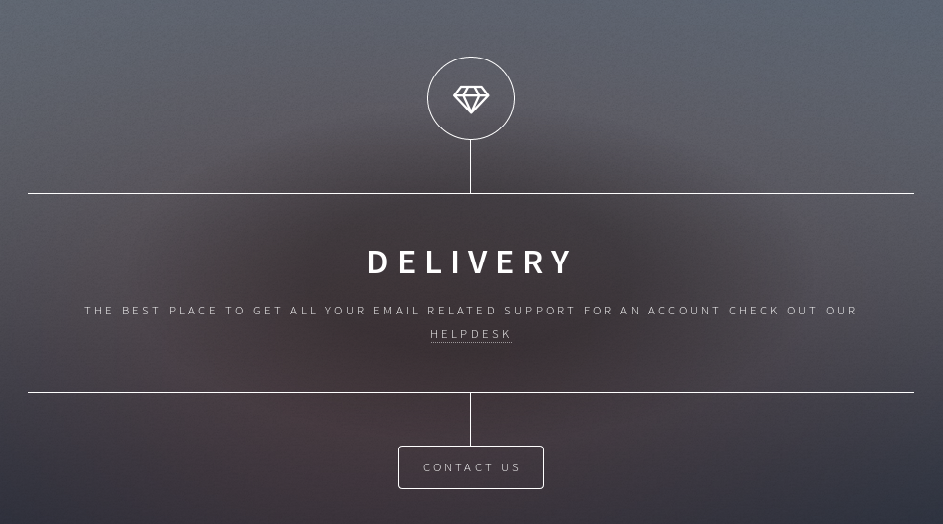 DELIVERY
THE BEST PLACE TO GET ALL YOUR EMAIL RELATED SUPPORT FOR AN ACCOUNT CHECK OUT OUR
HELPDESK
CONTACT US